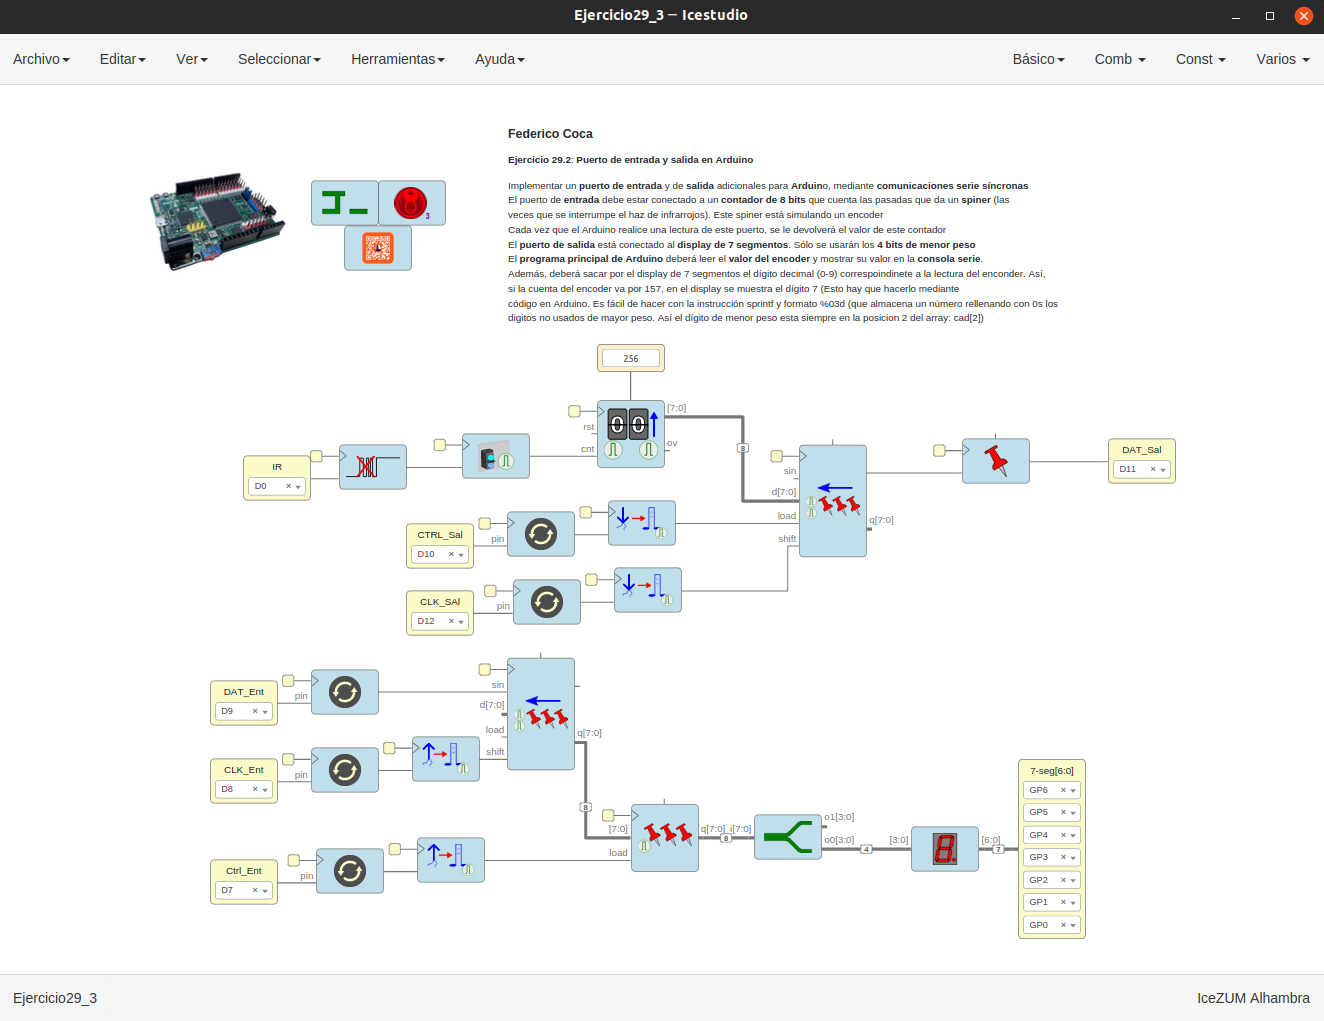 Ejercicio29_3 — Icestudio
Archivo Editar Ver Seleccionar Herramientas Ayuda Básico Comb Const Varios
Federico Coca
Ejercicio 29.2: Puerto de entrada y salida en Arduino
Implementar un puerto de entrada y de salida adicionales para Arduino, mediante comunicaciones serie síncronas
El puerto de entrada debe estar conectado a un contador de 8 bits que cuenta las pasadas que da un spiner (las
veces que se interrumpe el haz de infrarrojos). Este spiner está simulando un encoder
Cada vez que el Arduino realice una lectura de este puerto, se le devolverá el valor de este contador
El puerto de salida está conectado al display de 7 segmentos. Sólo se usarán los 4 bits de menor peso
El programa principal de Arduino deberá leer el valor del encoder y mostrar su valor en la consola serie.
Además, deberá sacar por el display de 7 segmentos el dígito decimal (0-9) correspoindinete a la lectura del enconder. Así,
si la cuenta del encoder va por 157, en el display se muestra el dígito 7 (Esto hay que hacerlo mediante
código en Arduino. Es fácil de hacer con la instrucción sprintf y formato %03d (que almacena un número rellenando con 0s los
digitos no usados de mayor peso. Así el dígito de menor peso esta siempre en la posicion 2 del array: cad[2])
3
256
00
[7:0]
rst
cnt
ov
8
IR
D0
sin
d[7:0]
load
shift
q[7:0]
DAT_Sal
D11
CTRL_Sal
D10
pin
CLK_SAl
D12
pin
DAT_Ent
D9
pin
sin
d[7:0]
load
shift
q[7:0]
CLK_Ent
D8
pin
8
[7:0]
load
q[7:0] i[7:0]
8
o1[3:0]
o0[3:0]
4
[3:0]
8.
[6:0]
7
7-seg[6:0]
GP6
GP5
GP4
GP3
GP2
GP1
GP0
Ctrl_Ent
D7
pin
Ejercicio29_3 IceZUM Alhambra